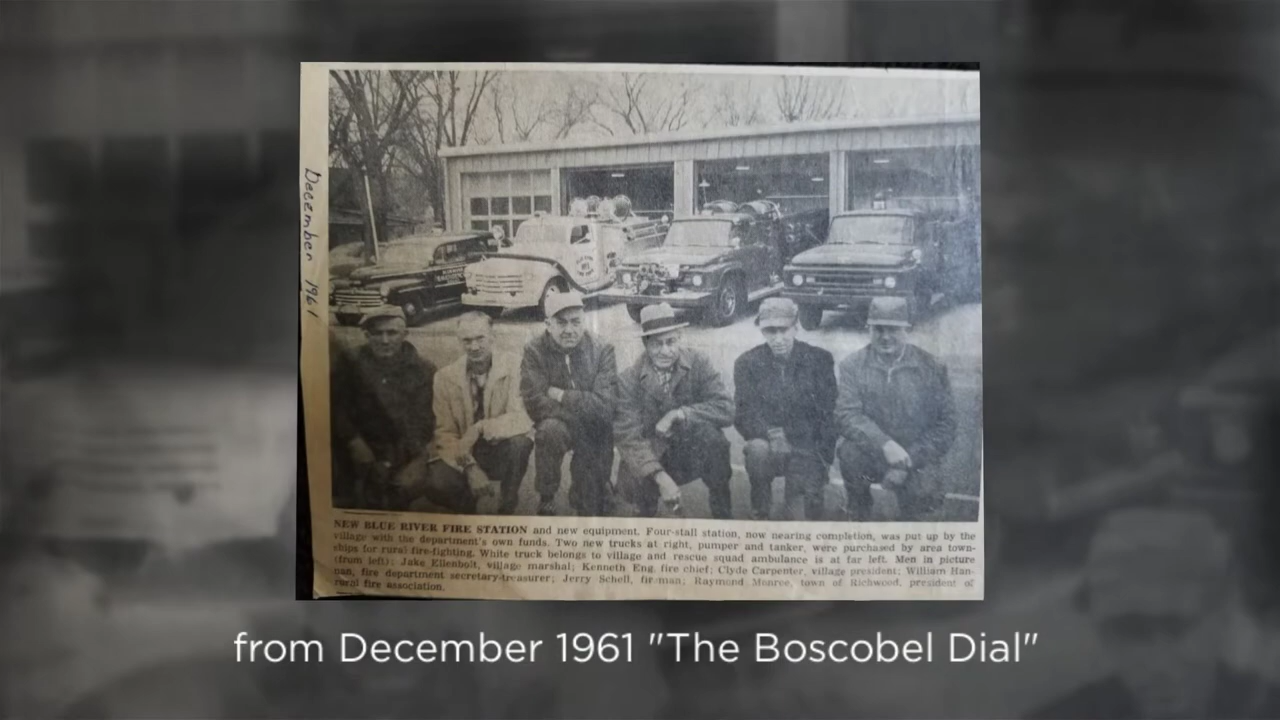 December 1961
NEW BLUE RIVER FIRE STATION and new equipment. Four-stall station, now nearing completion, was put up by the
village with the department's own funds. Two new trucks at right, pumper and tanker, were purchased by area town-
ships for rural fire-fighting. White truck belongs to village and rescue squad ambulance is at far left. Men in picture
(from left): Jake Ellenbolt, village marshal; Kenneth Eng, fire chief; Clyde Carpenter, village president; William Han-
nan, fire department secretary-treasurer; Jerry Schell, fireman; Raymond Monroe, town of Richwood, president of
rural fire association.
from December 1961 "The Boscobel Dial"